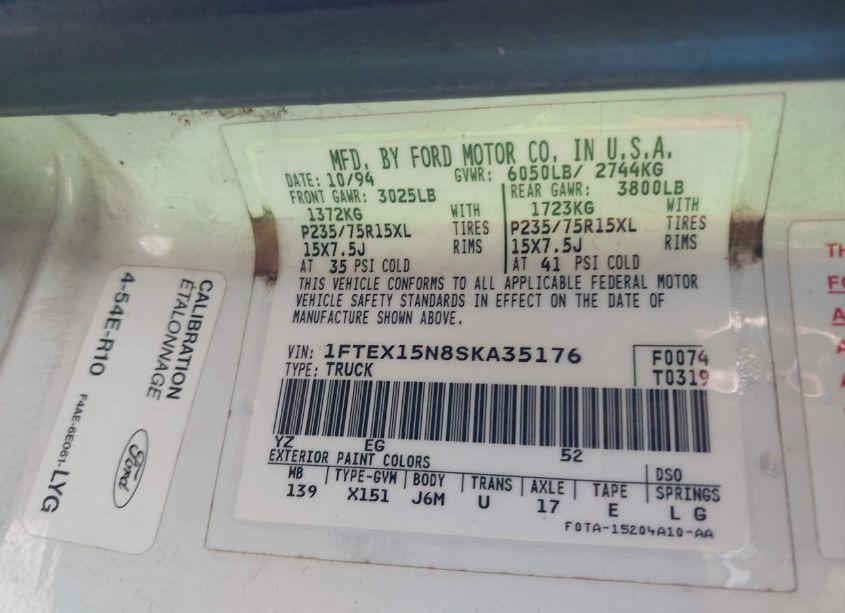 MFD. BY FORD MOTOR CO. IN U.S.A.
DATE: 10/94 GVWR: 6050LB/ 2744KG
FRONT GAWR: 3025LB REAR GAWR: 3800LB
1372KG WITH 1723KG WITH
P235/75R15XL TIRES P235/75R15XL TIRES
15X7.5J RIMS 15X7.5J RIMS
AT 35 PSI COLD AT 41 PSI COLD
THIS VEHICLE CONFORMS TO ALL APPLICABLE FEDERAL MOTOR
VEHICLE SAFETY STANDARDS IN EFFECT ON THE DATE OF
MANUFACTURE SHOWN ABOVE.
VIN: 1FTEX15N8SKA35176 F0074
TYPE: TRUCK T0319
YZ EG 52
EXTERIOR PAINT COLORS DSO
WB TYPE-GVW BODY TRANS AXLE TAPE SPRINGS
139 X151 J6M U 17 E L G
F0TA-15204A10-AA
CALIBRATION
ÉTALONNAGE
4-54E-R10
Ford
F4AE-6E061-LYG